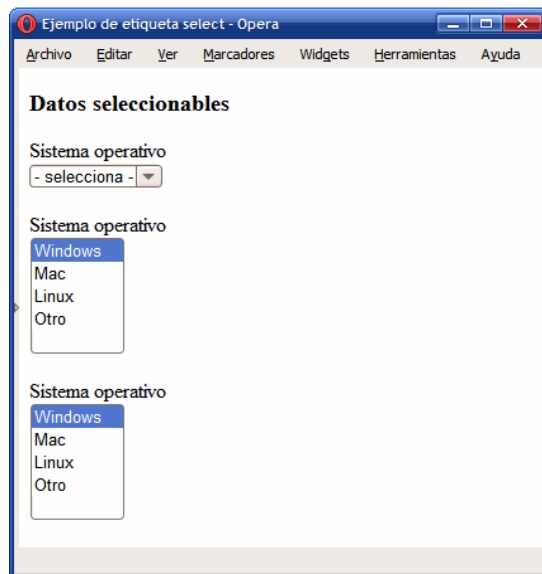 Ejemplo de etiqueta select - Opera
Archivo Editar Ver Marcadores Widgets Herramientas Ayuda
Datos seleccionables
Sistema operativo
- selecciona -
Sistema operativo
Windows
Mac
Linux
Otro
Sistema operativo
Windows
Mac
Linux
Otro